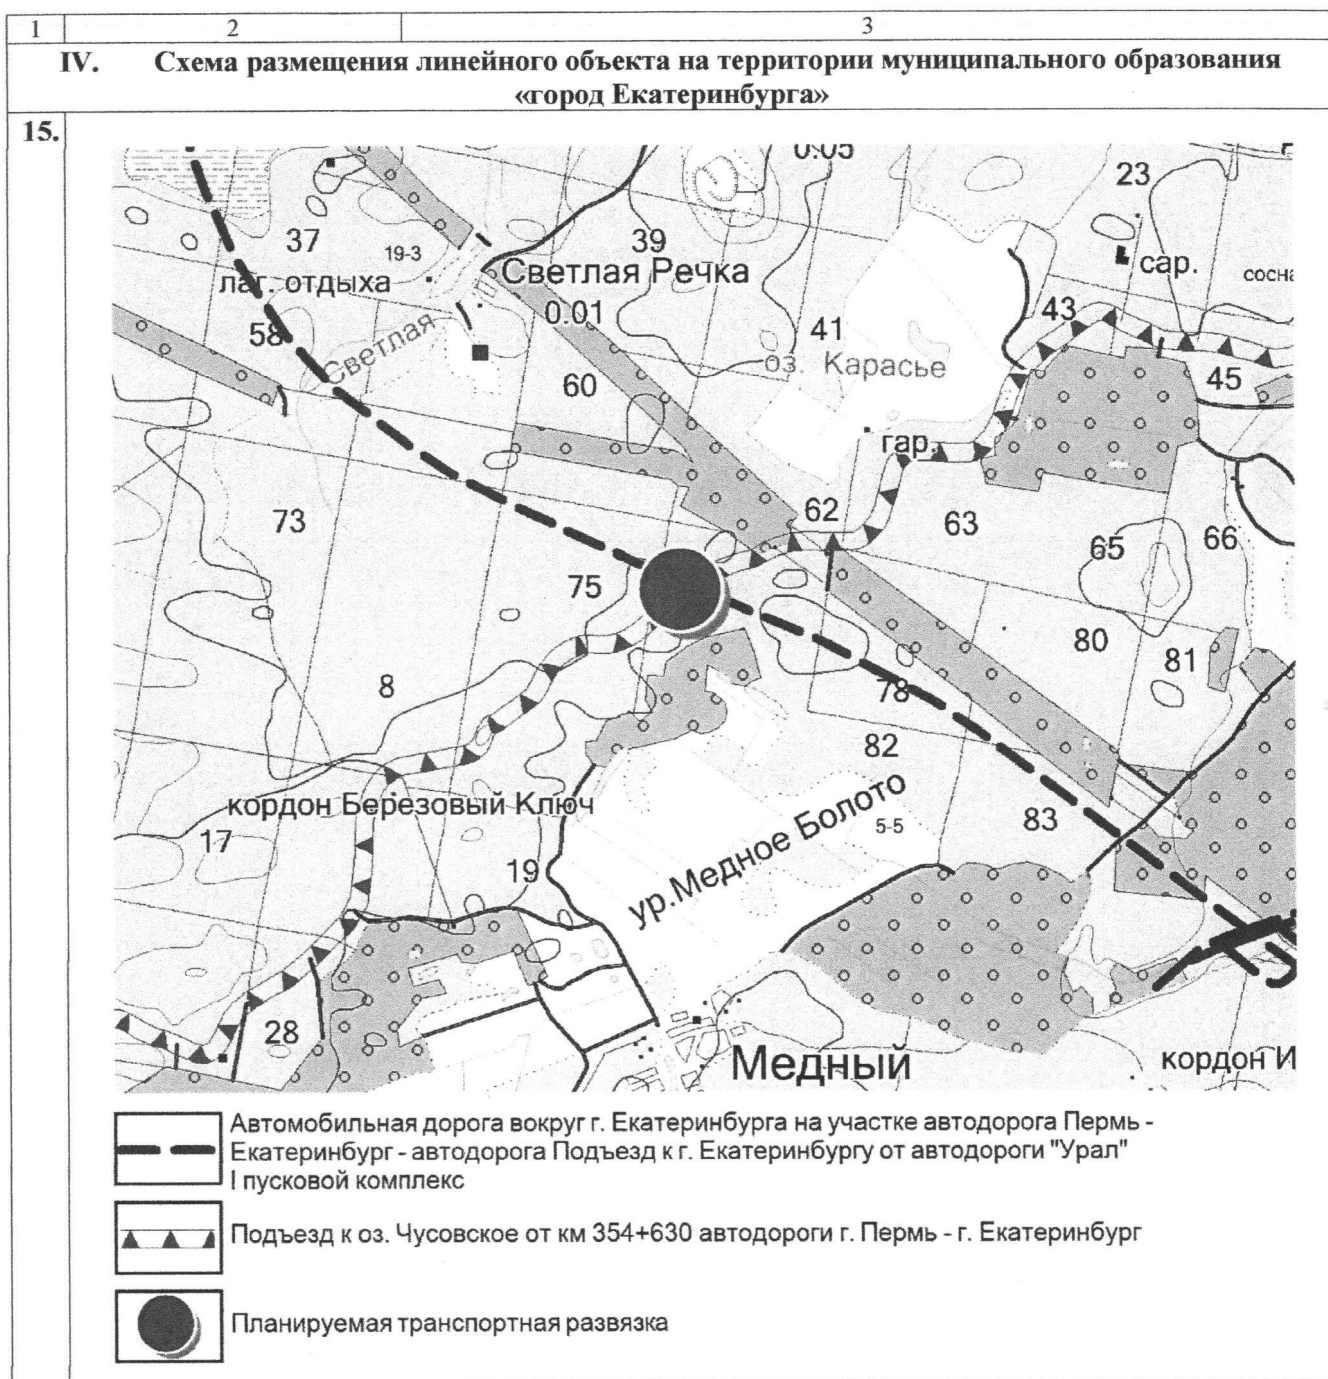 1 2 3
IV. Схема размещения линейного объекта на территории муниципального образования
«город Екатеринбурга»
15.
0.05
23
37
39
19-3
сар.
лаг. отдыха
Светлая Речка
сосна
0.01
43
58
Светлая
41
оз. Карасье
45
60
гар.
73
62
63
66
65
75
80
81
8
78
82
кордон Березовый Ключ
ур.Медное Болото
5-5
83
17
19
28
Медный
кордон И
Автомобильная дорога вокруг г. Екатеринбурга на участке автодорога Пермь -
Екатеринбург - автодорога Подъезд к г. Екатеринбургу от автодороги "Урал"
I пусковой комплекс
Подъезд к оз. Чусовское от км 354+630 автодороги г. Пермь - г. Екатеринбург
Планируемая транспортная развязка